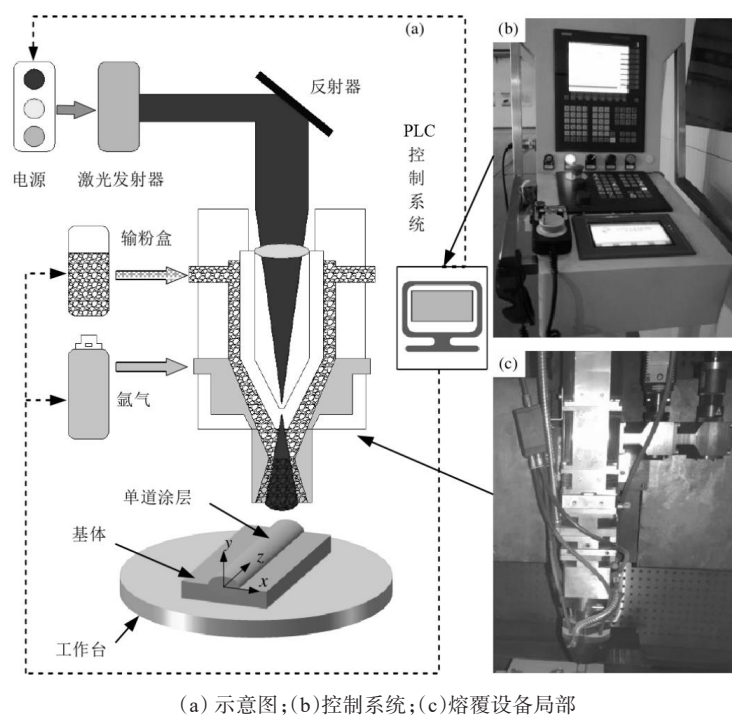 (a)
(b)
反射器
PLC
控
制
系
统
电源
激光发射器
输粉盒
氩气
(c)
单道涂层
基体
y
z
x
工作台
(a) 示意图;(b)控制系统;(c)熔覆设备局部